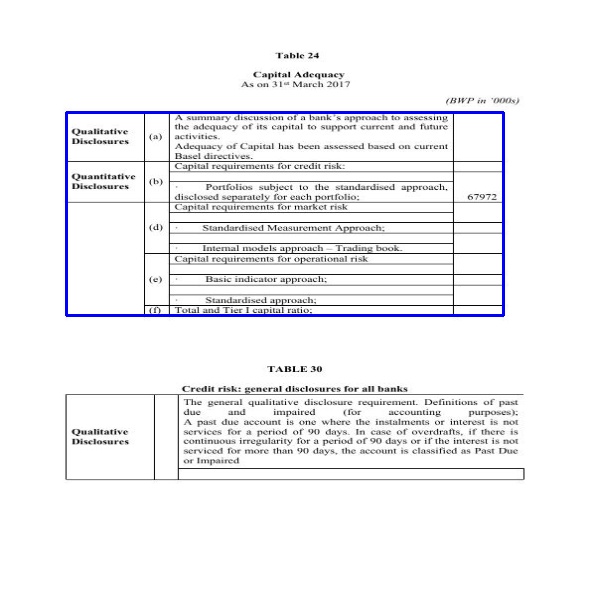 Table 24
Capital Adequacy
As on 31st March 2017
(BWP in '000s)
Qualitative Disclosures
(a)
A summary discussion of a bank's approach to assessing
the adequacy of its capital to support current and future
activities.
Adequacy of Capital has been assessed based on current
Basel directives.
Quantitative Disclosures
(b)
Capital requirements for credit risk:
· Portfolios subject to the standardised approach,
disclosed separately for each portfolio;
67972
(d)
Capital requirements for market risk
· Standardised Measurement Approach;
· Internal models approach – Trading book.
(e)
Capital requirements for operational risk
· Basic indicator approach;
· Standardised approach;
(f)
Total and Tier I capital ratio;
TABLE 30
Credit risk: general disclosures for all banks
Qualitative
Disclosures
The general qualitative disclosure requirement. Definitions of past
due and impaired (for accounting purposes);
A past due account is one where the instalments or interest is not
services for a period of 90 days. In case of overdrafts, if there is
continuous irregularity for a period of 90 days or if the interest is not
serviced for more than 90 days, the account is classified as Past Due
or Impaired